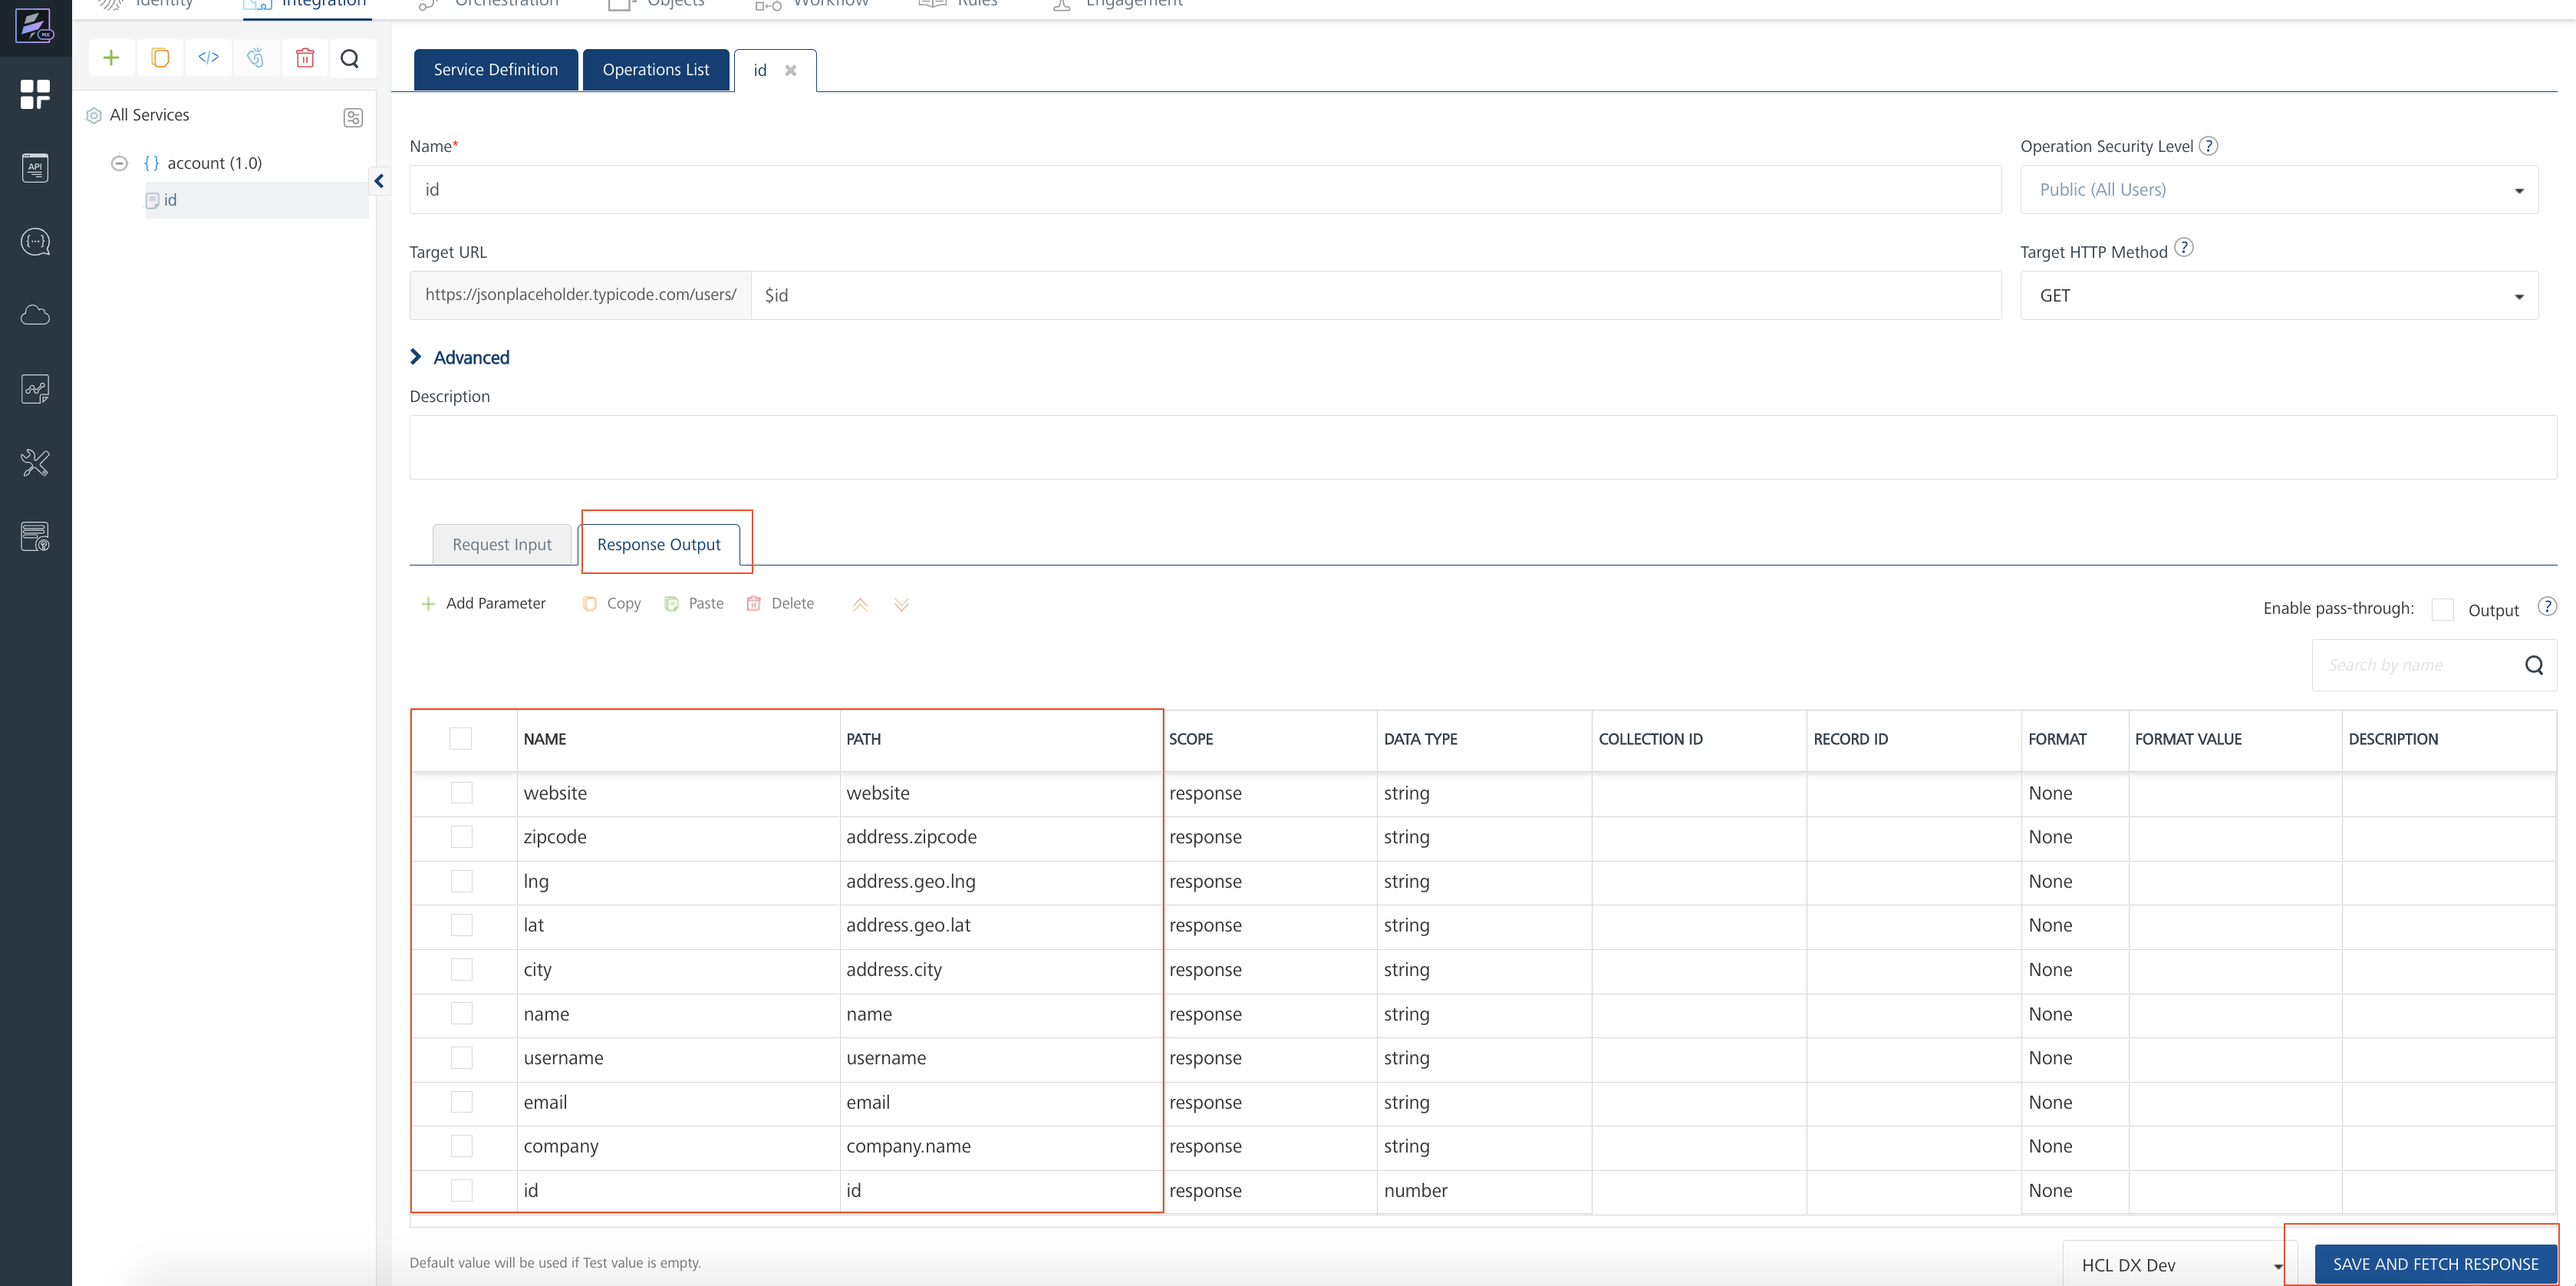 Identity Integration Orchestration Objects Workflow Rules Engagement
MX
</>
Service Definition Operations List id
All Services
{ } account (1.0)
id
API
{...}
Name* Operation Security Level ?
id Public (All Users)
Target URL Target HTTP Method ?
https://jsonplaceholder.typicode.com/users/ $id GET
Advanced
Description
Request Input Response Output
Add Parameter Copy Paste Delete
Enable pass-through: Output ?
Search by name
NAME PATH SCOPE DATA TYPE COLLECTION ID RECORD ID FORMAT FORMAT VALUE DESCRIPTION
website website response string None
zipcode address.zipcode response string None
lng address.geo.lng response string None
lat address.geo.lat response string None
city address.city response string None
name name response string None
username username response string None
email email response string None
company company.name response string None
id id response number None
Default value will be used if Test value is empty. HCL DX Dev SAVE AND FETCH RESPONSE